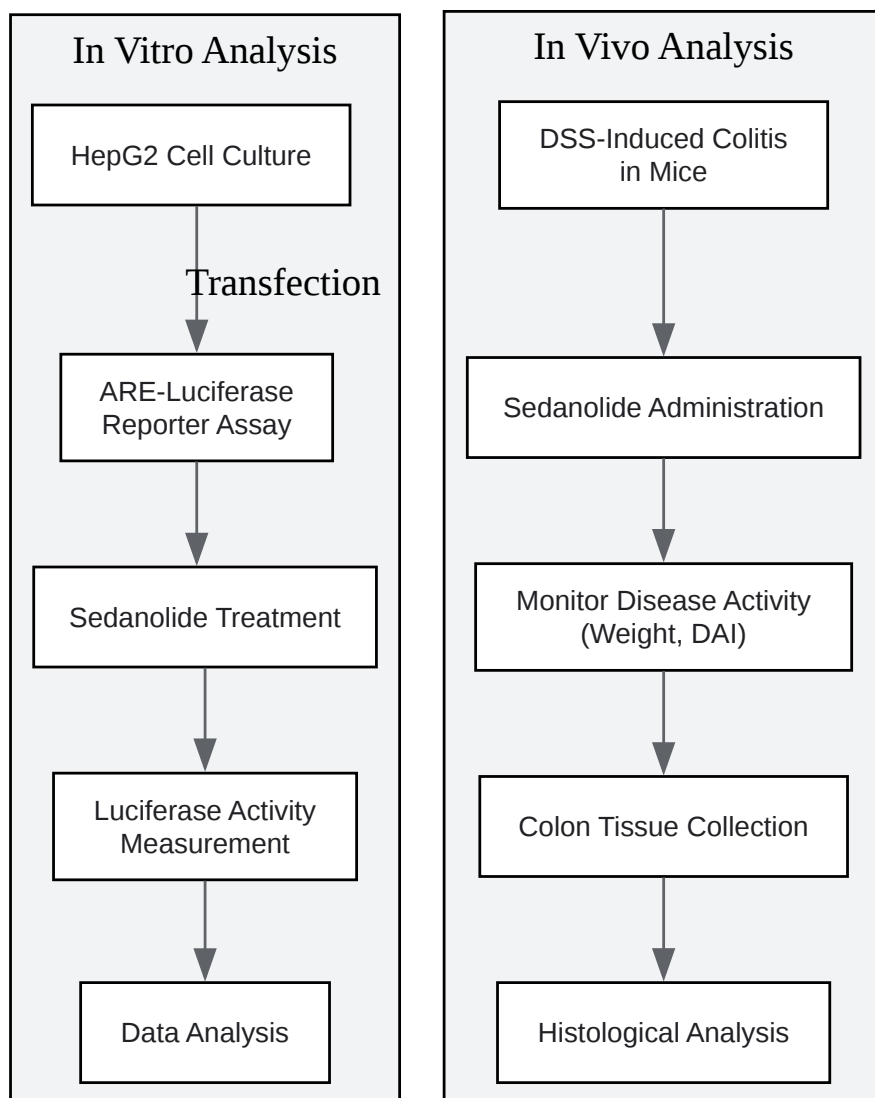 In Vitro Analysis
HepG2 Cell Culture
Transfection
ARE-Luciferase
Reporter Assay
Sedanolide Treatment
Luciferase Activity
Measurement
Data Analysis
In Vivo Analysis
DSS-Induced Colitis
in Mice
Sedanolide Administration
Monitor Disease Activity
(Weight, DAI)
Colon Tissue Collection
Histological Analysis